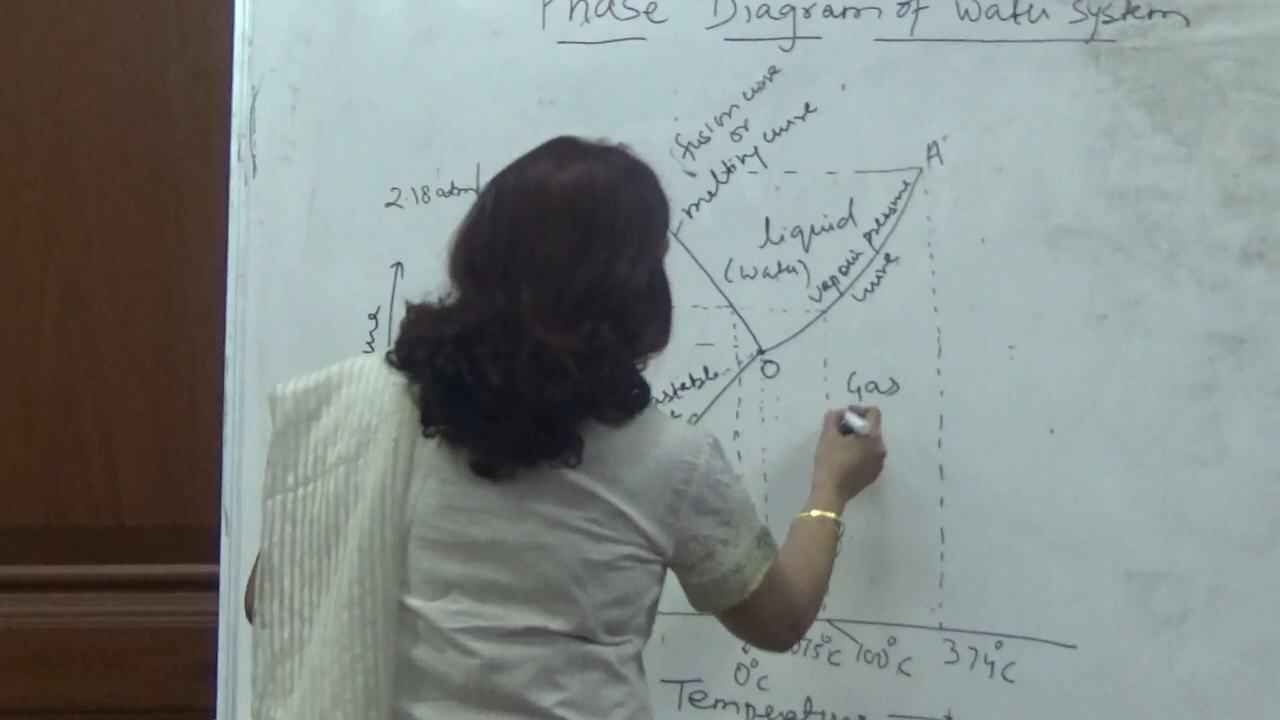 Phase Diagram of Water System
fusion curve
or
melting curve
A
2.18 atm
liquid
(water)
vapour pressure
curve
O
Gas
0°C
100°C
374°C
Temperature